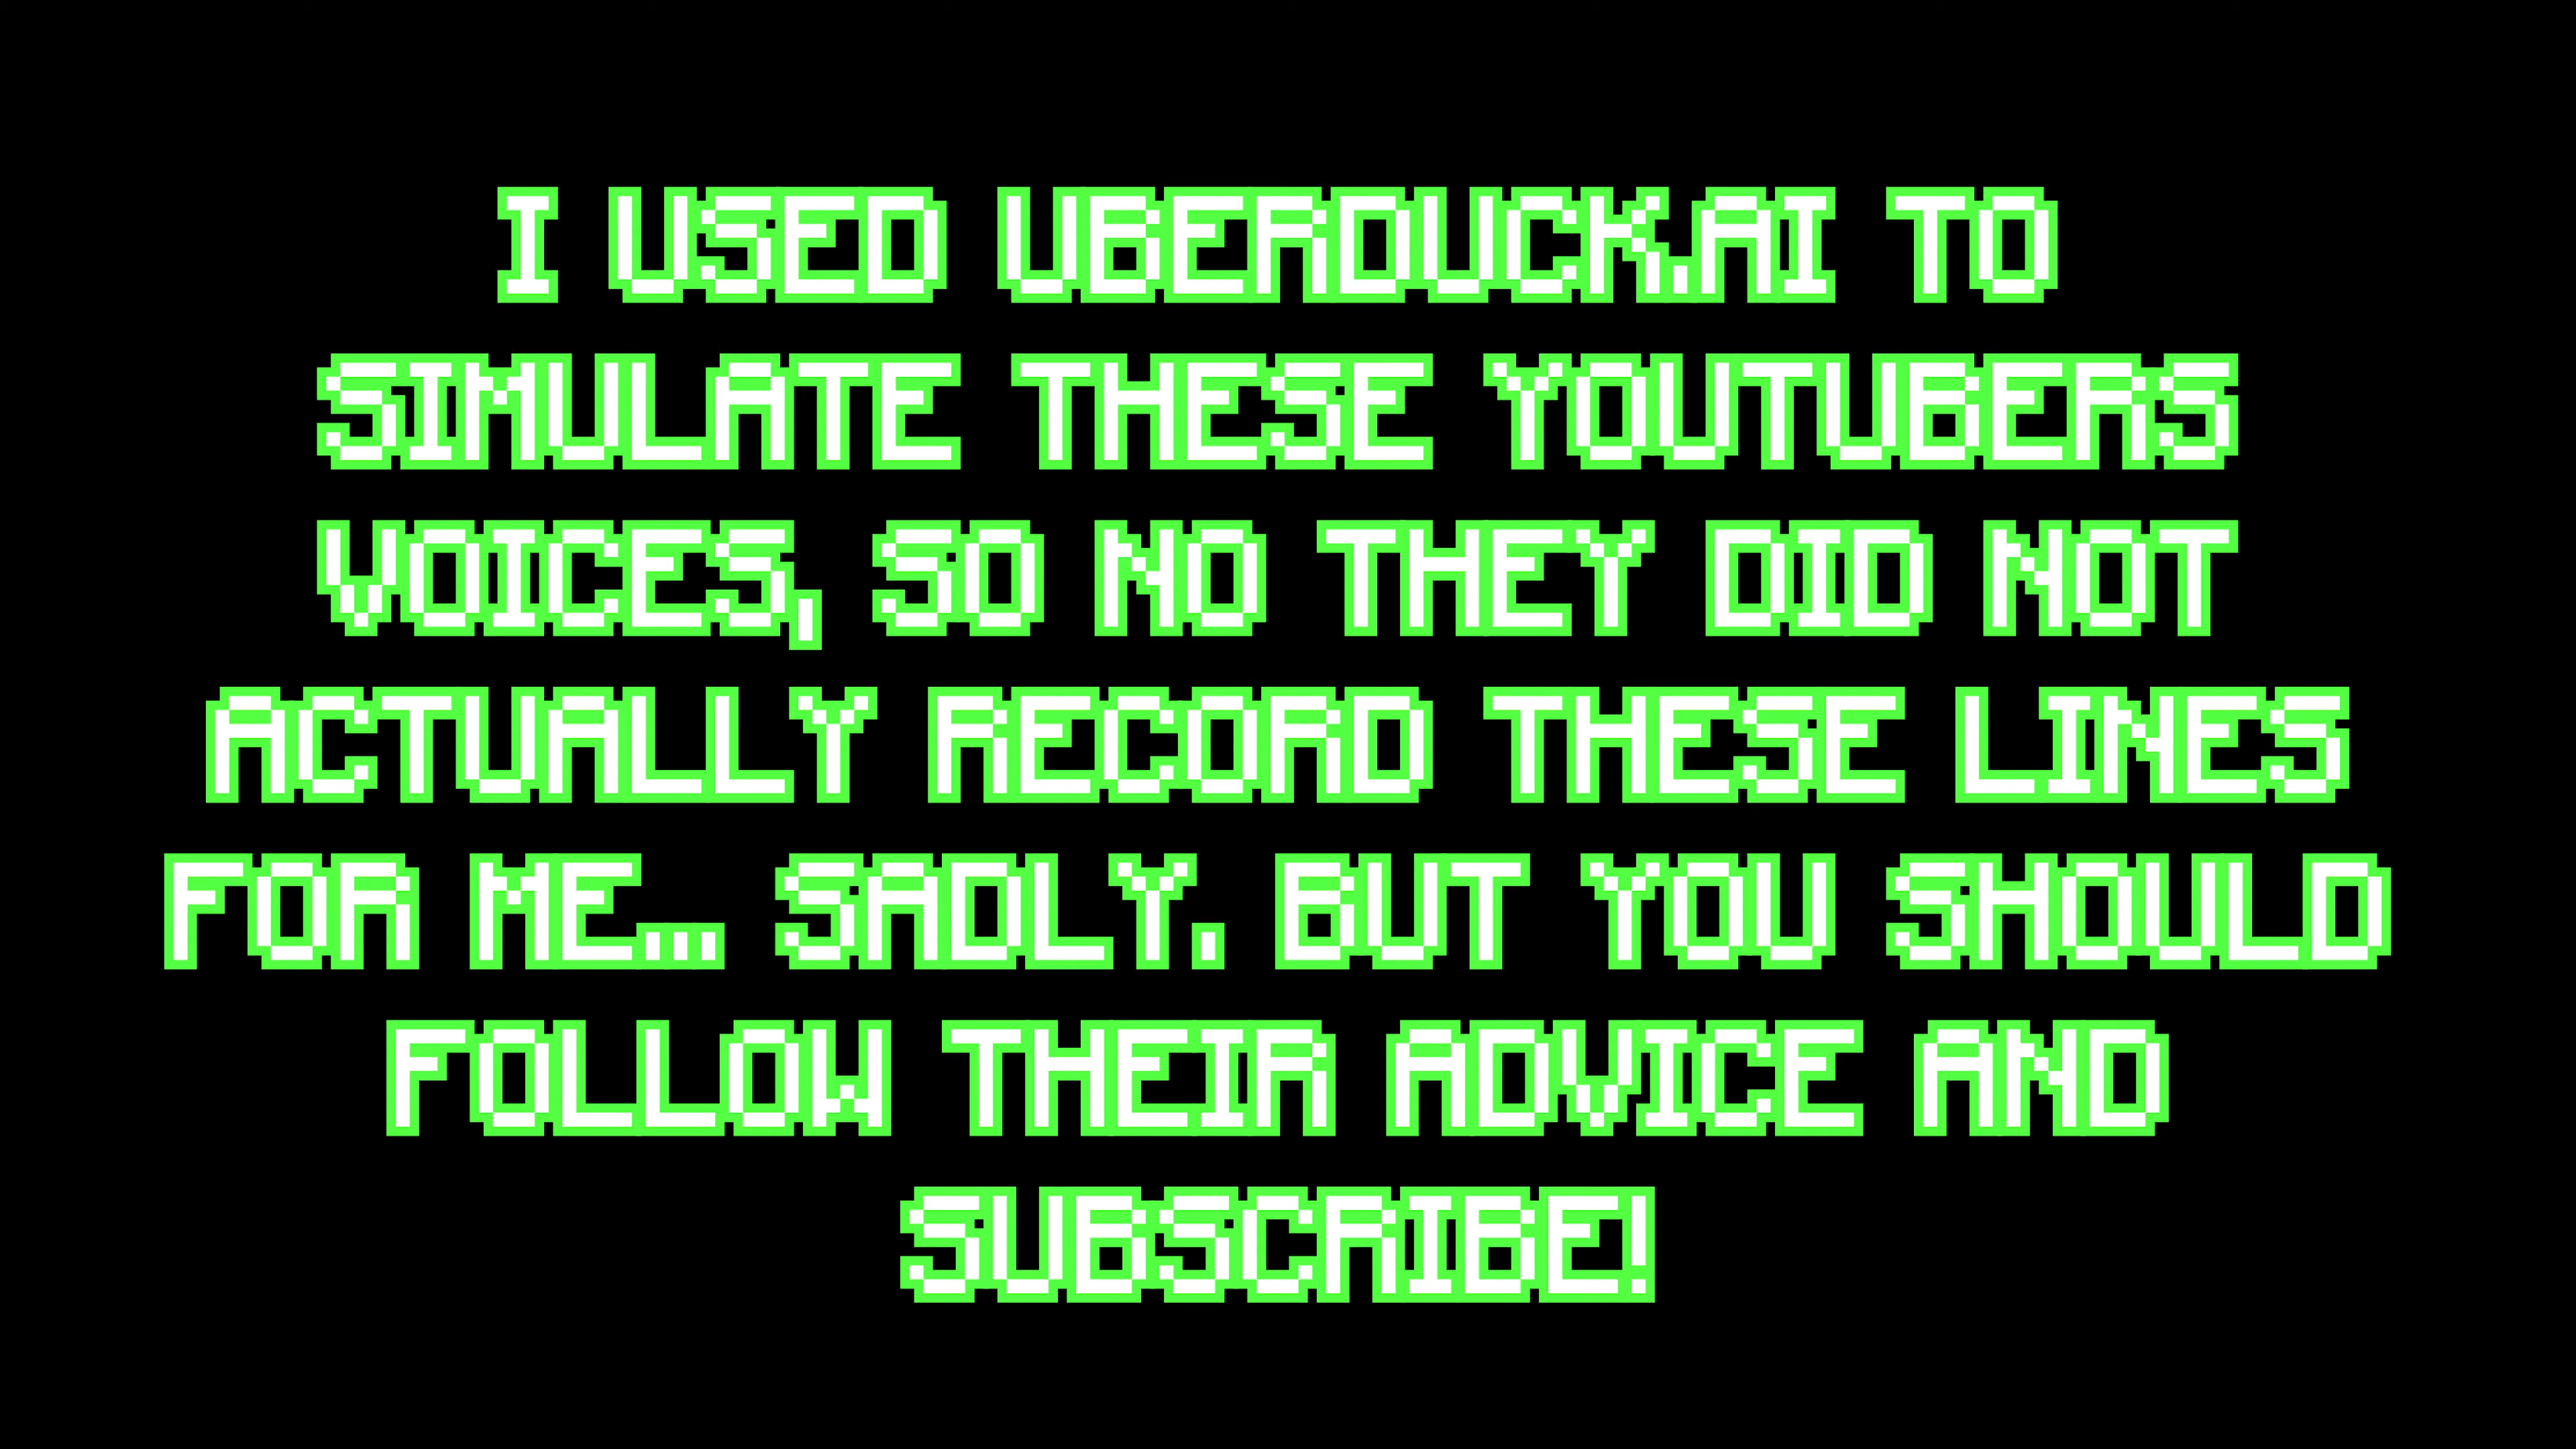 I USED UBERDUCK.AI TO
SIMULATE THESE YOUTUBERS
VOICES, SO NO THEY DID NOT
ACTUALLY RECORD THESE LINES
FOR ME... SADLY. BUT YOU SHOULD
FOLLOW THEIR ADVICE AND
SUBSCRIBE!